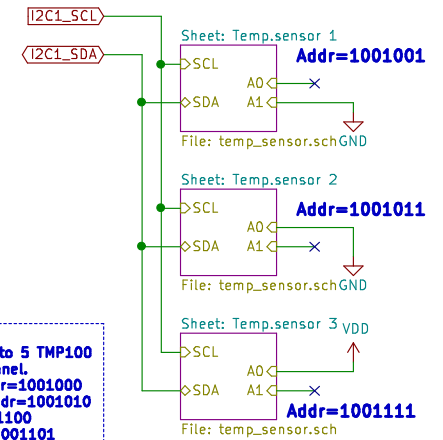 I2C1_SCL
I2C1_SDA
Sheet: Temp.sensor 1
Addr=1001001
SCL
A0
SDA
A1
File: temp_sensor.sch
GND
Sheet: Temp.sensor 2
Addr=1001011
SCL
A0
SDA
A1
File: temp_sensor.sch
GND
Sheet: Temp.sensor 3
VDD
SCL
A0
SDA
A1
Addr=1001111
File: temp_sensor.sch
to 5 TMP100
nel.
r=1001000
dr=1001010
1100
001101